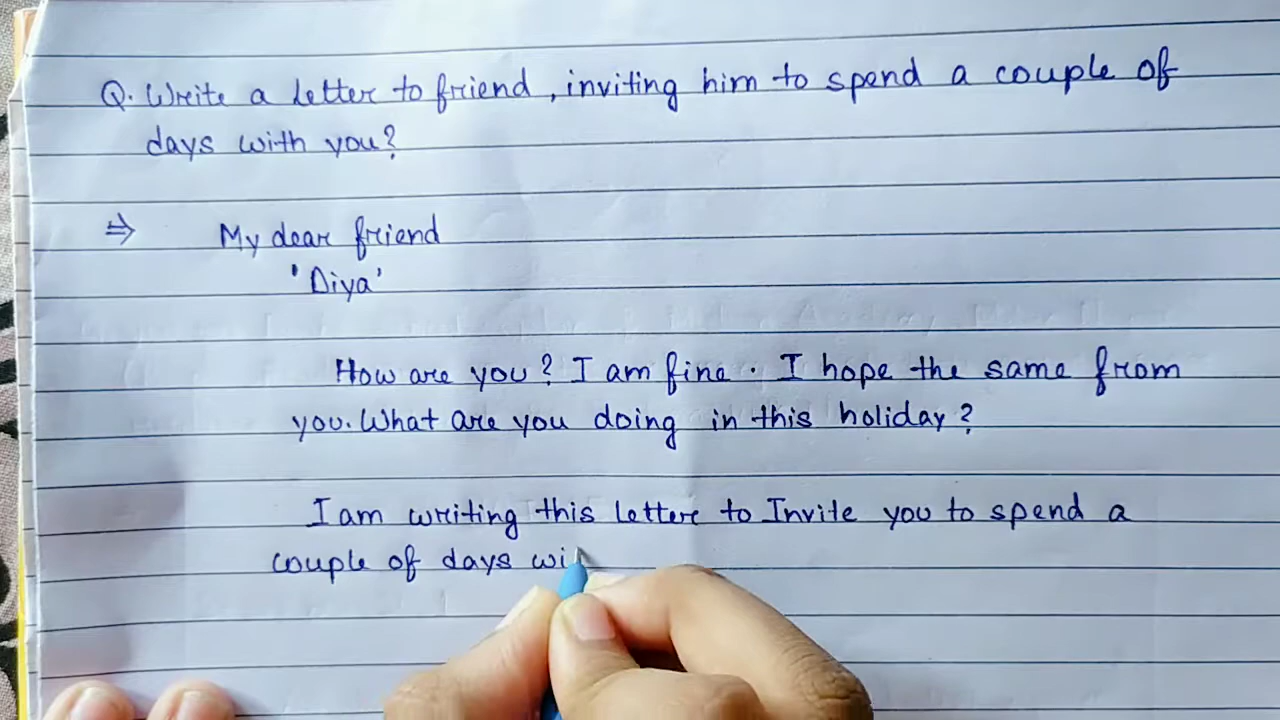 Q. Write a letter to friend, inviting him to spend a couple of
days with you?
⇒ My dear friend
'Diya'
How are you? I am fine. I hope the same from
you. What are you doing in this holiday?
I am writing this letter to Invite you to spend a
couple of days wi